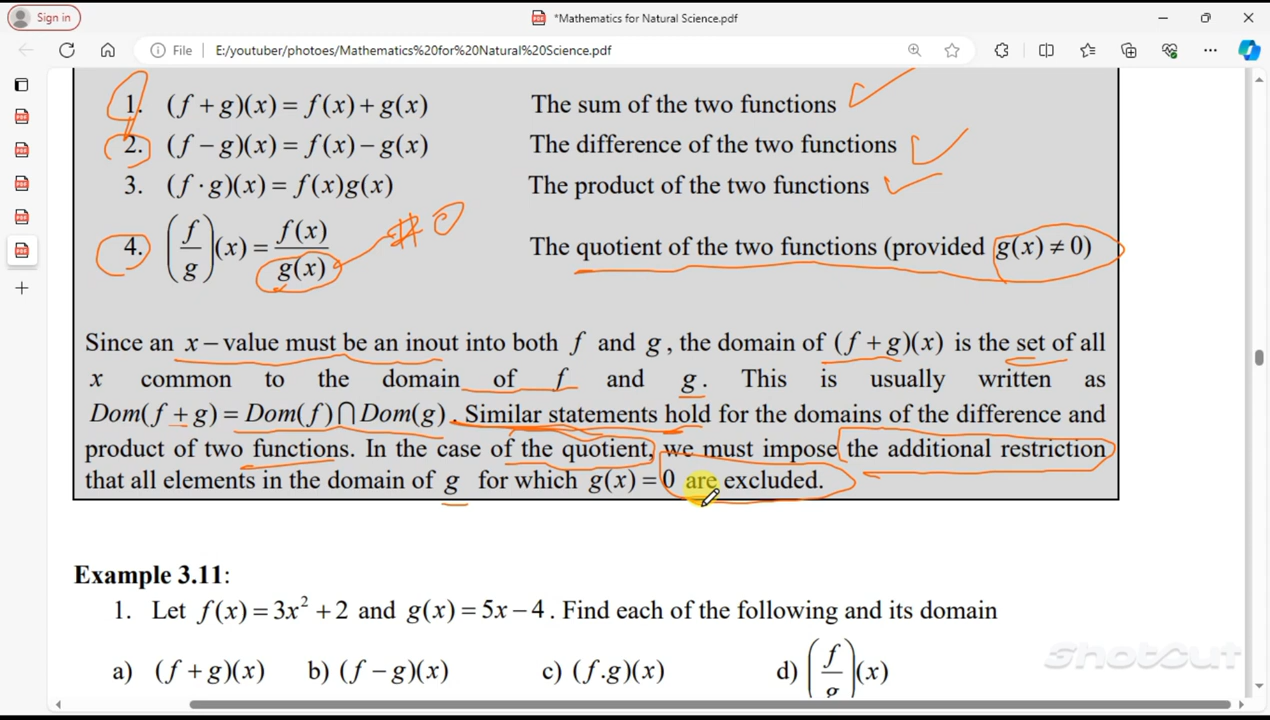 Sign in
*Mathematics for Natural Science.pdf
File E:/youtuber/photoes/Mathematics%20for%20Natural%20Science.pdf
1. (f + g)(x) = f(x) + g(x) The sum of the two functions
2. (f − g)(x) = f(x) − g(x) The difference of the two functions
3. (f · g)(x) = f(x)g(x) The product of the two functions
4. (f/g)(x) = f(x)/g(x) ≠ 0 The quotient of the two functions (provided g(x) ≠ 0)
Since an x − value must be an inout into both f and g, the domain of (f + g)(x) is the set of all
x common to the domain of f and g. This is usually written as
Dom(f + g) = Dom(f)⋂Dom(g). Similar statements hold for the domains of the difference and
product of two functions. In the case of the quotient, we must impose the additional restriction
that all elements in the domain of g for which g(x) = 0 are excluded.
Example 3.11:
1. Let f(x) = 3x² + 2 and g(x) = 5x − 4. Find each of the following and its domain
a) (f + g)(x) b) (f − g)(x) c) (f.g)(x) d) (f/g)(x)
Shotcut